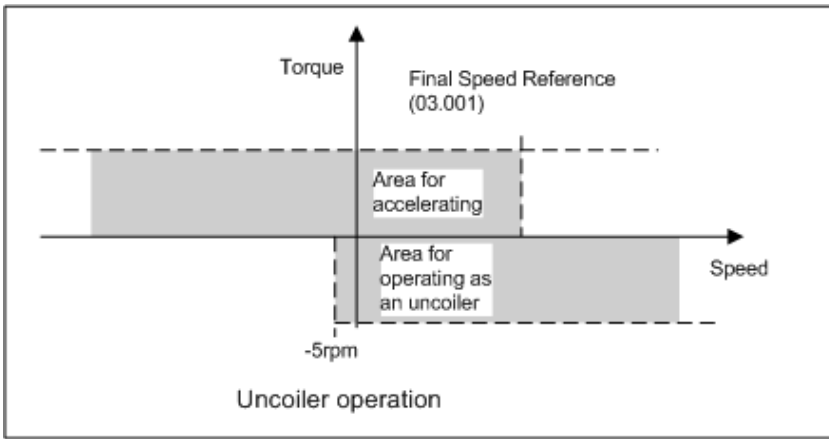 Torque
Final Speed Reference
(03.001)
Area for
accelerating
Area for
operating as
an uncoiler
Speed
-5rpm
Uncoiler operation